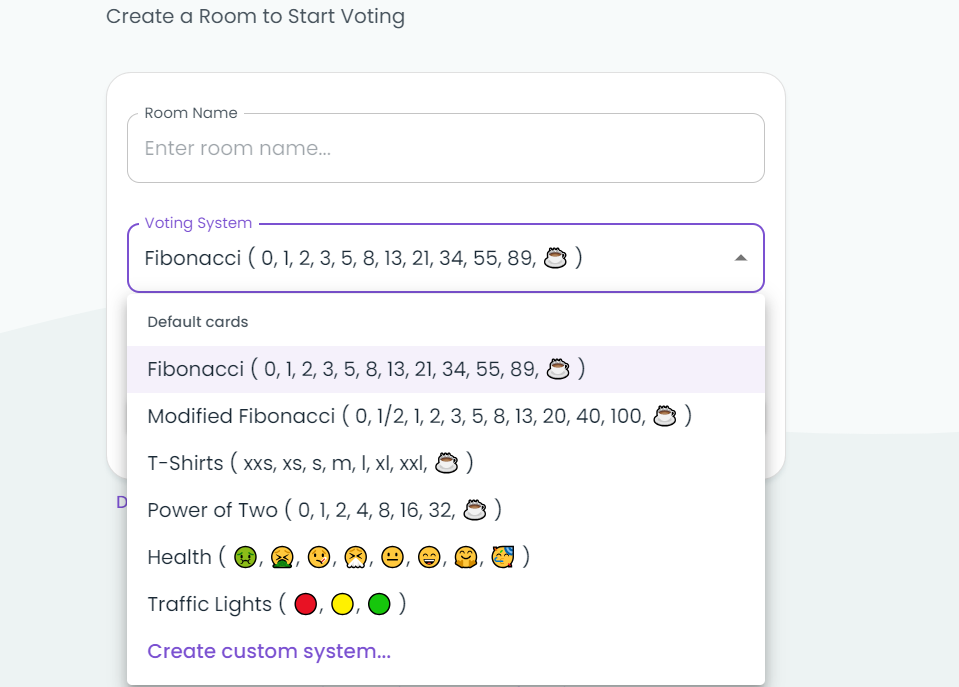 Create a Room to Start Voting
Room Name
Enter room name...
Voting System
Fibonacci ( 0, 1, 2, 3, 5, 8, 13, 21, 34, 55, 89, ☕ )
Default cards
Fibonacci ( 0, 1, 2, 3, 5, 8, 13, 21, 34, 55, 89, ☕ )
Modified Fibonacci ( 0, 1/2, 1, 2, 3, 5, 8, 13, 20, 40, 100, ☕ )
T-Shirts ( xxs, xs, s, m, l, xl, xxl, ☕ )
Power of Two ( 0, 1, 2, 4, 8, 16, 32, ☕ )
Health ( 🤢, 🤮, 🤒, 😤, 😐, 😄, 🤗, 🥳 )
Traffic Lights ( 🔴, 🟡, 🟢 )
Create custom system...